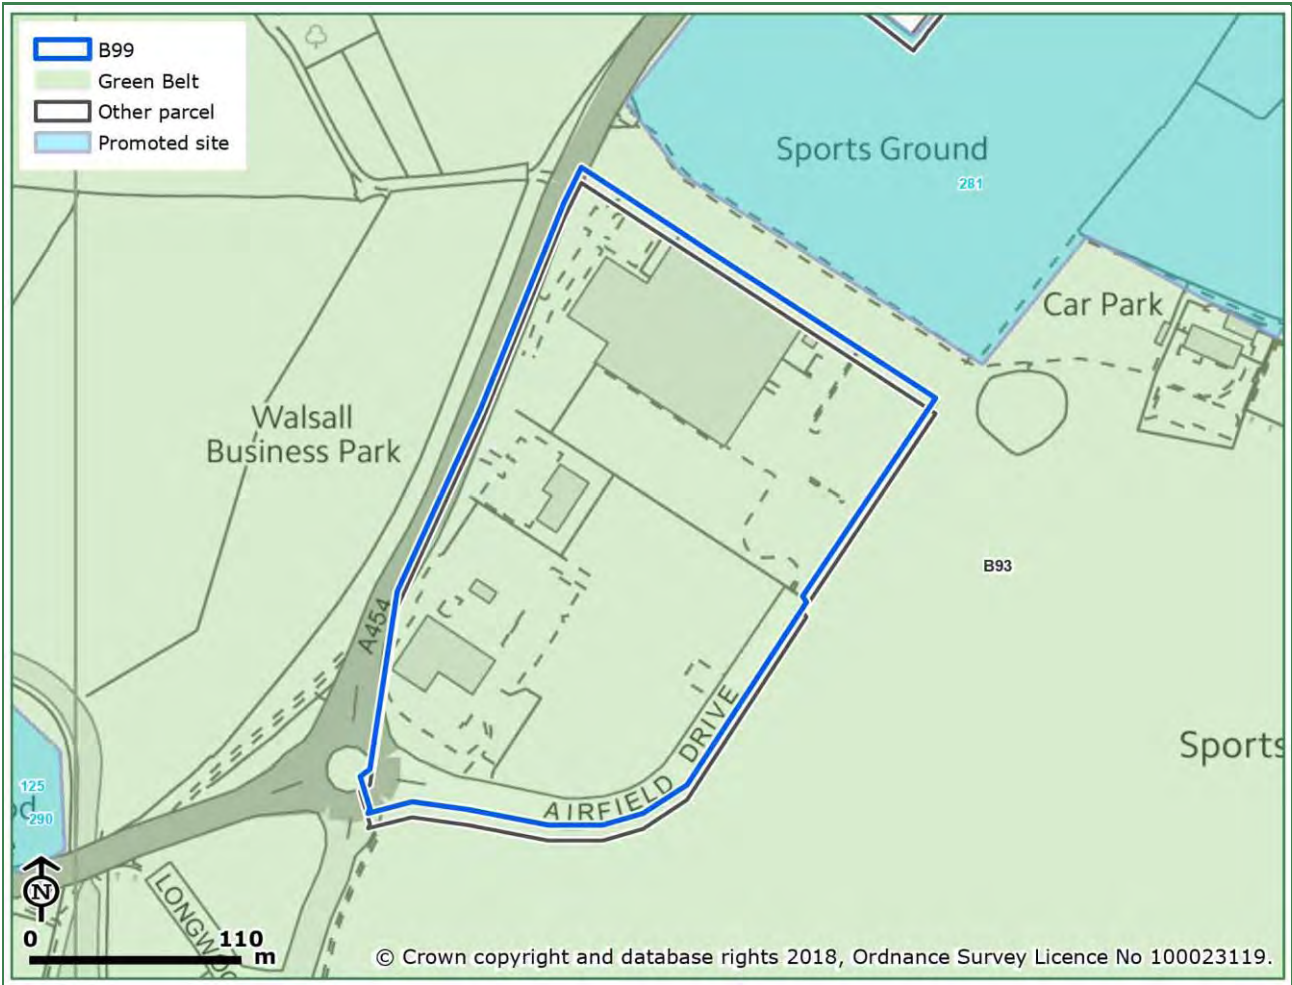 B99
Green Belt
Other parcel
Promoted site
Sports Ground
281
Car Park
Walsall
Business Park
B93
A454
Sports
AIRFIELD DRIVE
125
290
LONGWOO
N
0 110
m
© Crown copyright and database rights 2018, Ordnance Survey Licence No 100023119.